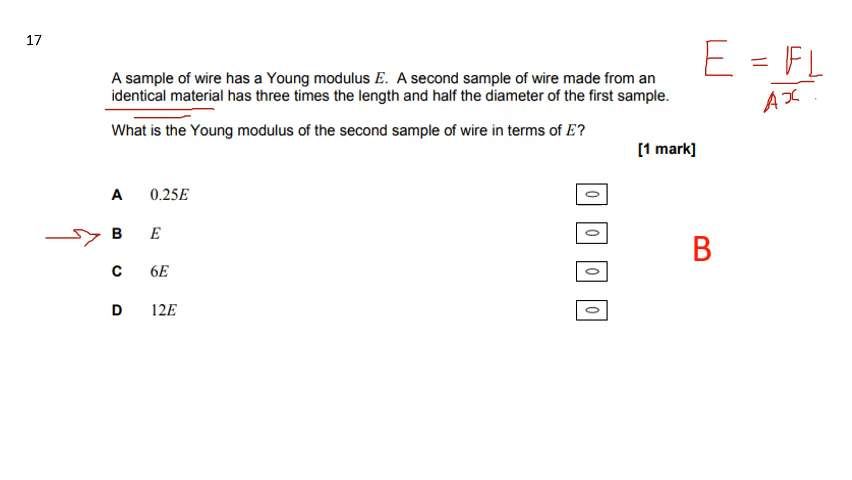 17
E = FL
Ax
A sample of wire has a Young modulus E. A second sample of wire made from an
identical material has three times the length and half the diameter of the first sample.
What is the Young modulus of the second sample of wire in terms of E?
[1 mark]
A 0.25E
B E
B
C 6E
D 12E